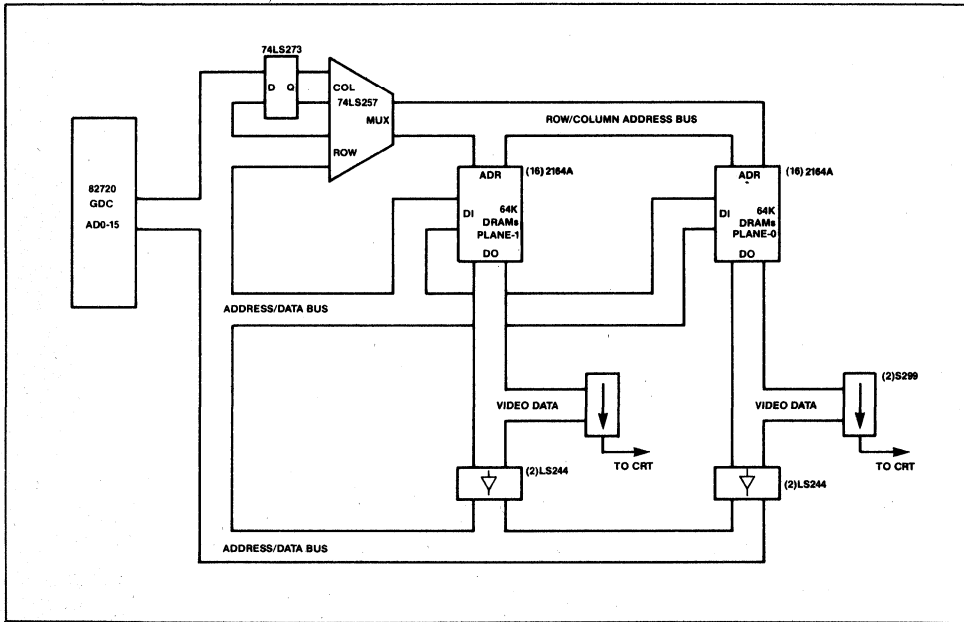 74LS273
D Q
COL
74LS257
MUX
ROW
ROW/COLUMN ADDRESS BUS
82720
GDC
AD0-15
ADR
(16) 2164A
DI
64K
DRAMs
PLANE-1
DO
ADR
(16) 2164A
DI
64K
DRAMs
PLANE-0
DO
ADDRESS/DATA BUS
VIDEO DATA
TO CRT
(2)S299
VIDEO DATA
TO CRT
(2)LS244
(2)LS244
ADDRESS/DATA BUS